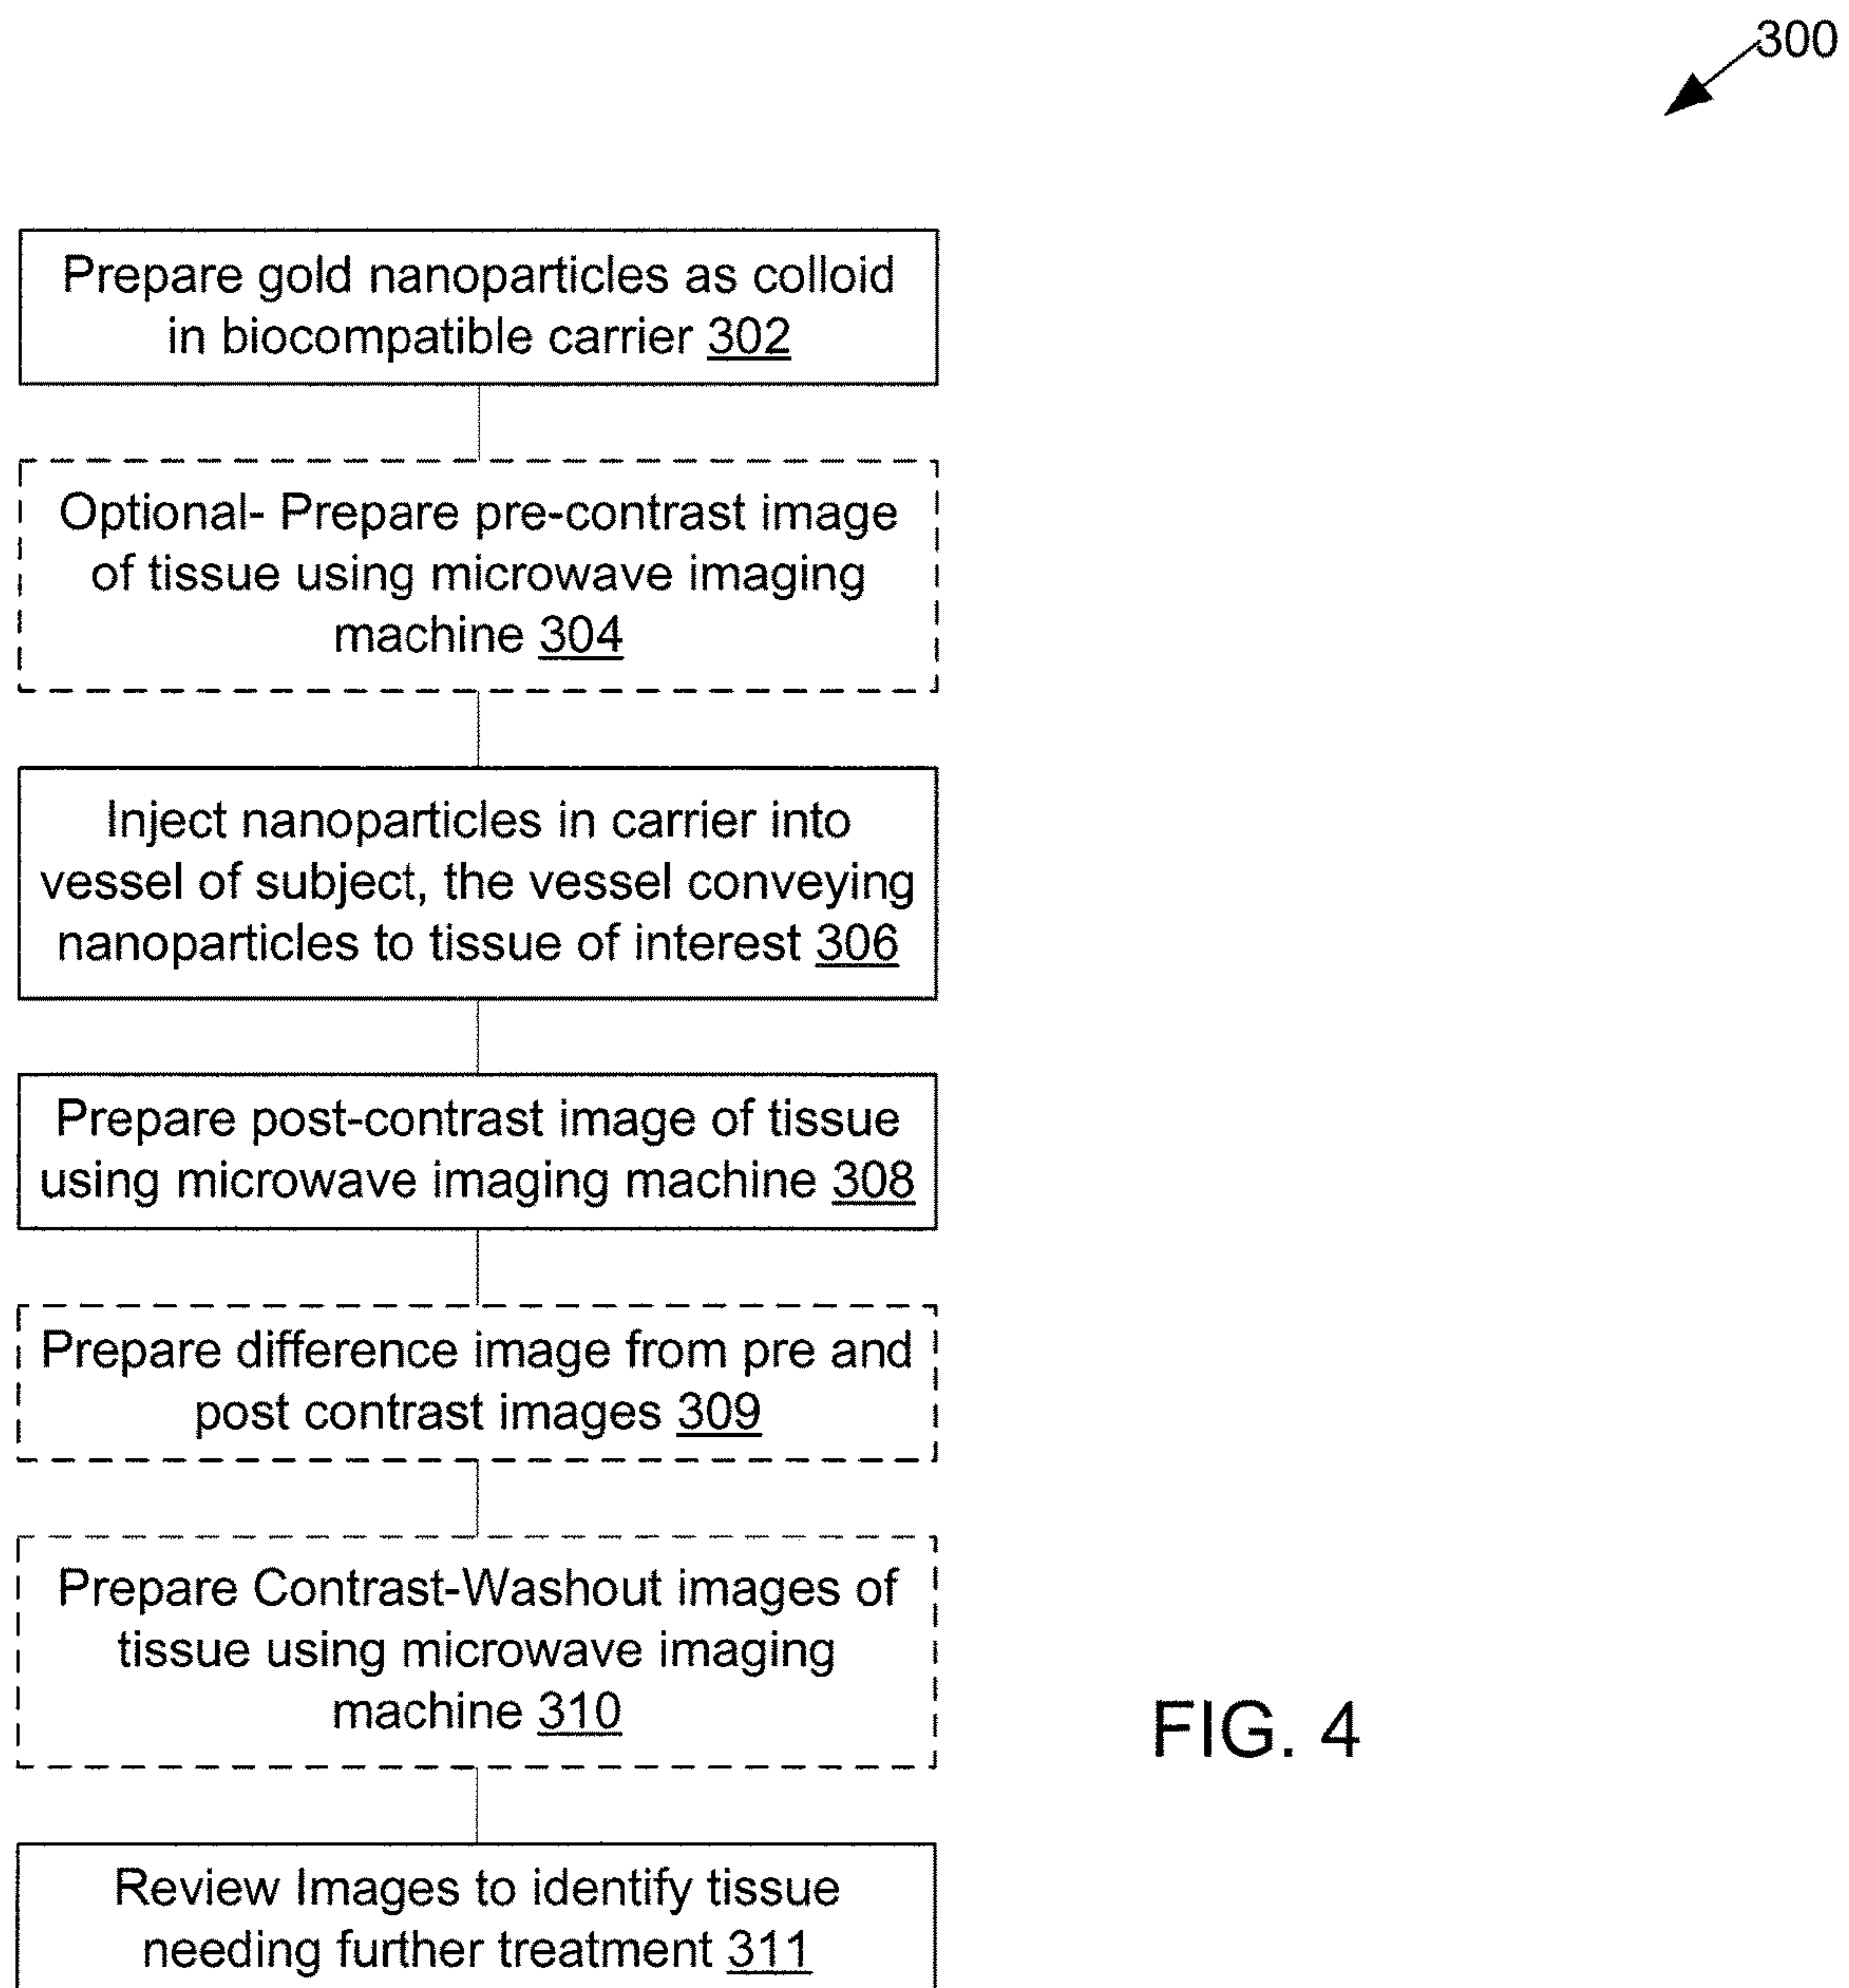 300
Prepare gold nanoparticles as colloid
in biocompatible carrier 302
Optional- Prepare pre-contrast image
of tissue using microwave imaging
machine 304
Inject nanoparticles in carrier into
vessel of subject, the vessel conveying
nanoparticles to tissue of interest 306
Prepare post-contrast image of tissue
using microwave imaging machine 308
Prepare difference image from pre and
post contrast images 309
Prepare Contrast-Washout images of
tissue using microwave imaging
machine 310
FIG. 4
Review Images to identify tissue
needing further treatment 311